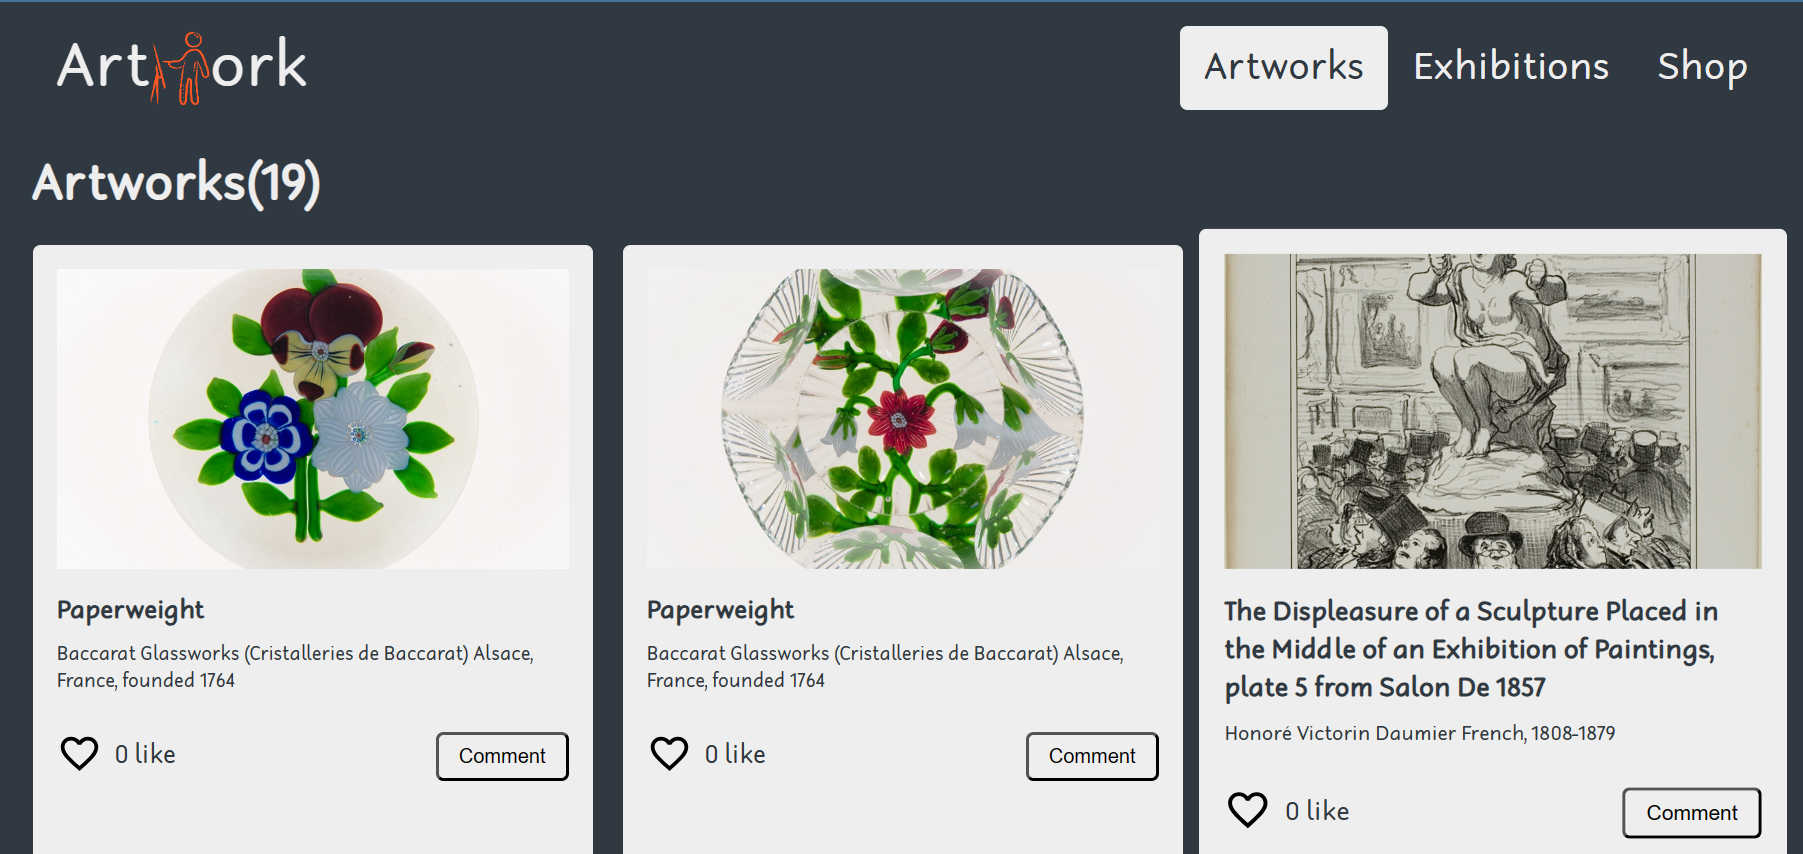 Art ork
Artworks
Exhibitions
Shop
Artworks(19)
Paperweight
Baccarat Glassworks (Cristalleries de Baccarat) Alsace,
France, founded 1764
0 like
Comment
Paperweight
Baccarat Glassworks (Cristalleries de Baccarat) Alsace,
France, founded 1764
0 like
Comment
The Displeasure of a Sculpture Placed in
the Middle of an Exhibition of Paintings,
plate 5 from Salon De 1857
Honoré Victorin Daumier French, 1808-1879
0 like
Comment